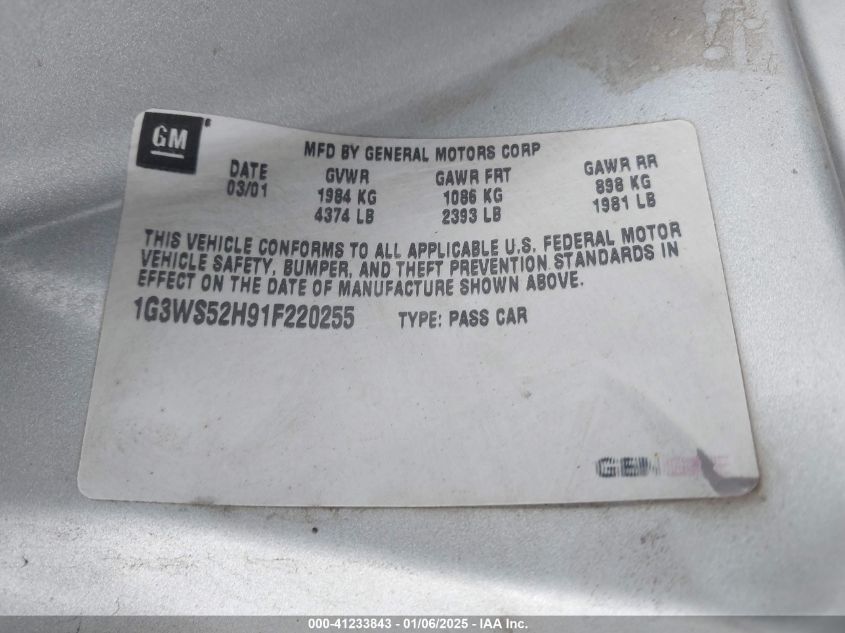 GM
MFD BY GENERAL MOTORS CORP
DATE GVWR GAWR FRT GAWR RR
03/01 1984 KG 1086 KG 898 KG
4374 LB 2393 LB 1981 LB
THIS VEHICLE CONFORMS TO ALL APPLICABLE U.S. FEDERAL MOTOR
VEHICLE SAFETY, BUMPER, AND THEFT PREVENTION STANDARDS IN
EFFECT ON THE DATE OF MANUFACTURE SHOWN ABOVE.
1G3WS52H91F220255 TYPE: PASS CAR
000-41233843 - 01/06/2025 - IAA Inc.